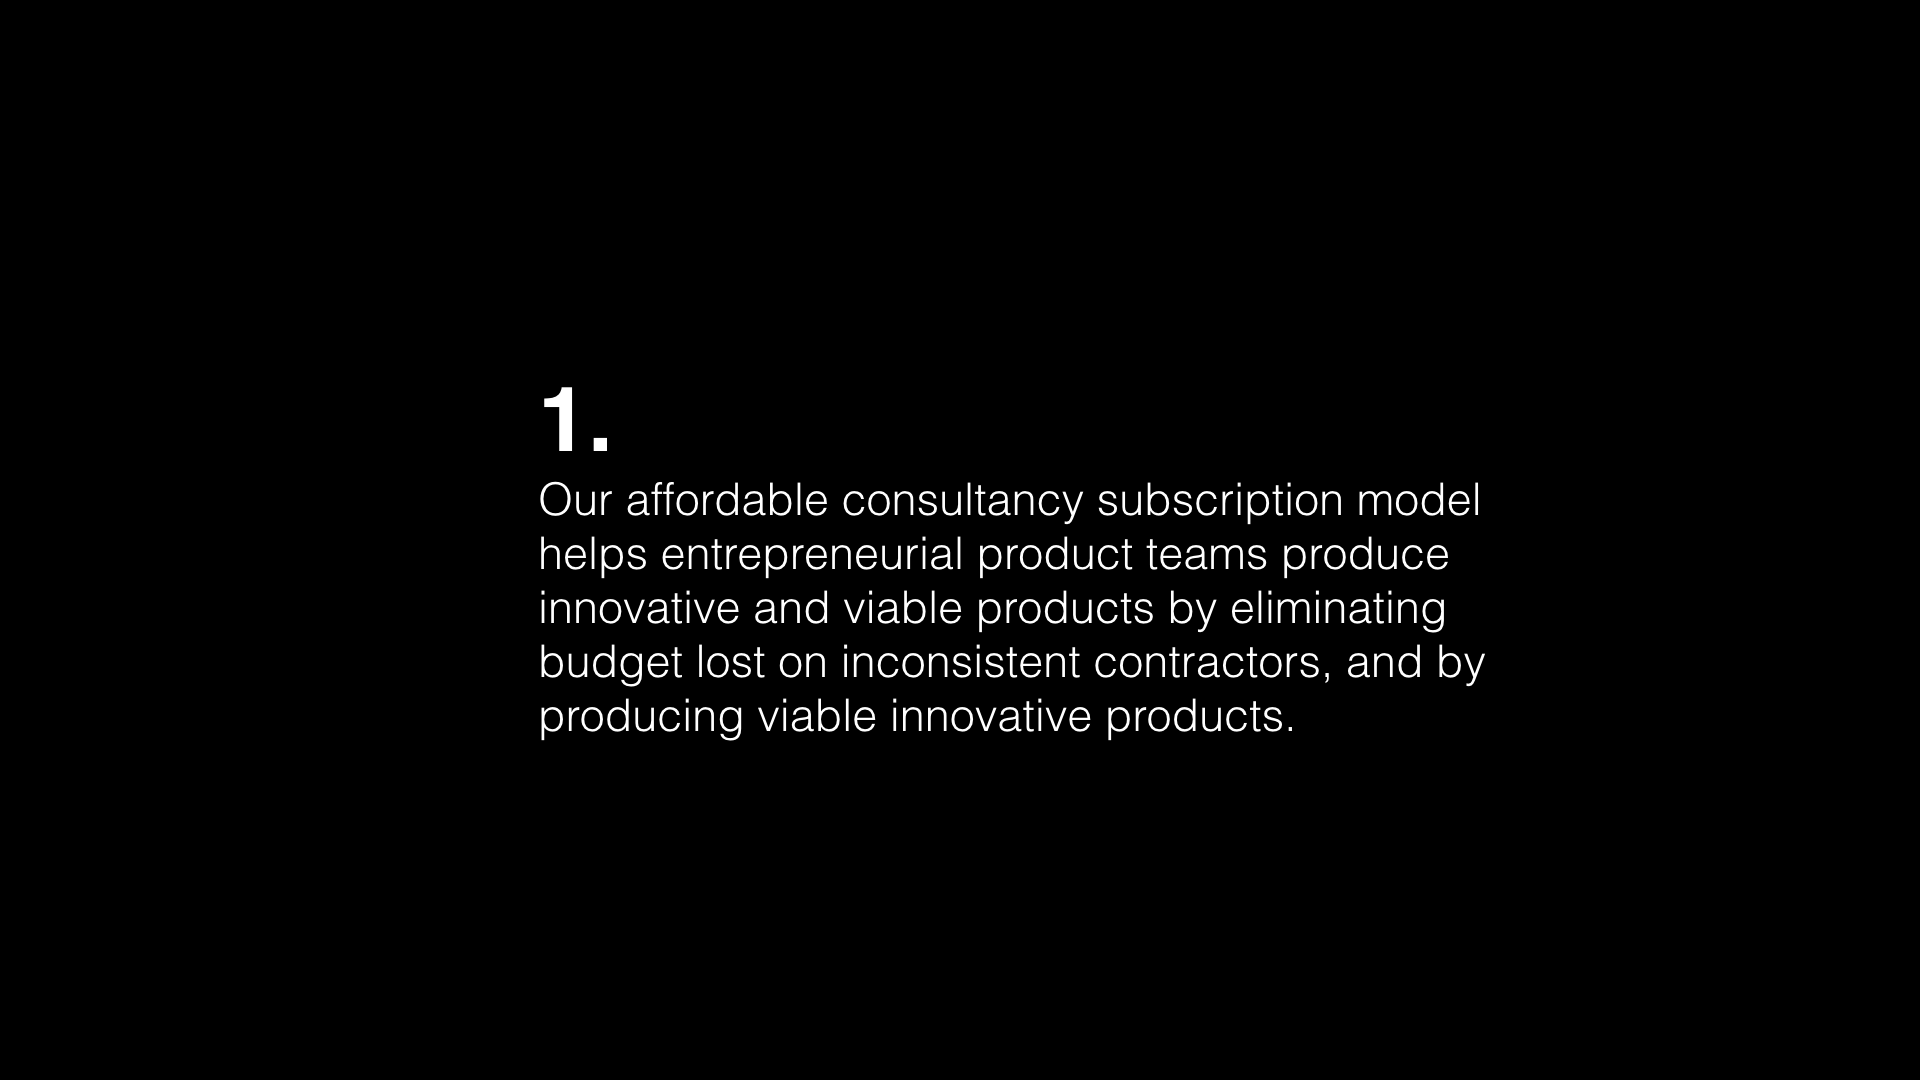 1.
Our affordable consultancy subscription model
helps entrepreneurial product teams produce
innovative and viable products by eliminating
budget lost on inconsistent contractors, and by
producing viable innovative products.